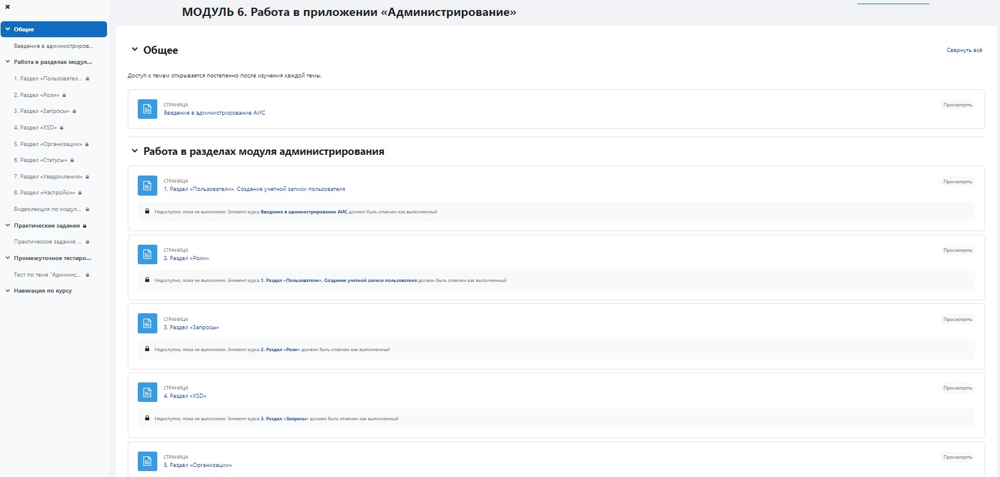 МОДУЛЬ 6. Работа в приложении «Администрирование»
Общее
Введение в администриров...
Работа в разделах модул...
1. Раздел «Пользовател...
2. Раздел «Роли»
3. Раздел «Запросы»
4. Раздел «XSD»
5. Раздел «Организации»
6. Раздел «Статусы»
7. Раздел «Уведомления»
8. Раздел «Настройки»
Видеолекция по модул...
Практические задания
Практическое задание ...
Промежуточное тестиро...
Тест по теме "Админис...
Навигация по курсу
Общее
Свернуть всё
Доступ к темам открывается постепенно после изучения каждой темы.
СТРАНИЦА
Введение в администрирование АИС
Просмотреть
Работа в разделах модуля администрирования
СТРАНИЦА
1. Раздел «Пользователи». Создание учетной записи пользователя
Просмотреть
Недоступно, пока не выполнено: Элемент курса Введение в администрирование АИС должен быть отмечен как выполненный
СТРАНИЦА
2. Раздел «Роли»
Просмотреть
Недоступно, пока не выполнено: Элемент курса 1. Раздел «Пользователи». Создание учетной записи пользователя должен быть отмечен как выполненный
СТРАНИЦА
3. Раздел «Запросы»
Просмотреть
Недоступно, пока не выполнено: Элемент курса 2. Раздел «Роли» должен быть отмечен как выполненный
СТРАНИЦА
4. Раздел «XSD»
Просмотреть
Недоступно, пока не выполнено: Элемент курса 3. Раздел «Запросы» должен быть отмечен как выполненный
СТРАНИЦА
5. Раздел «Организации»
Просмотреть